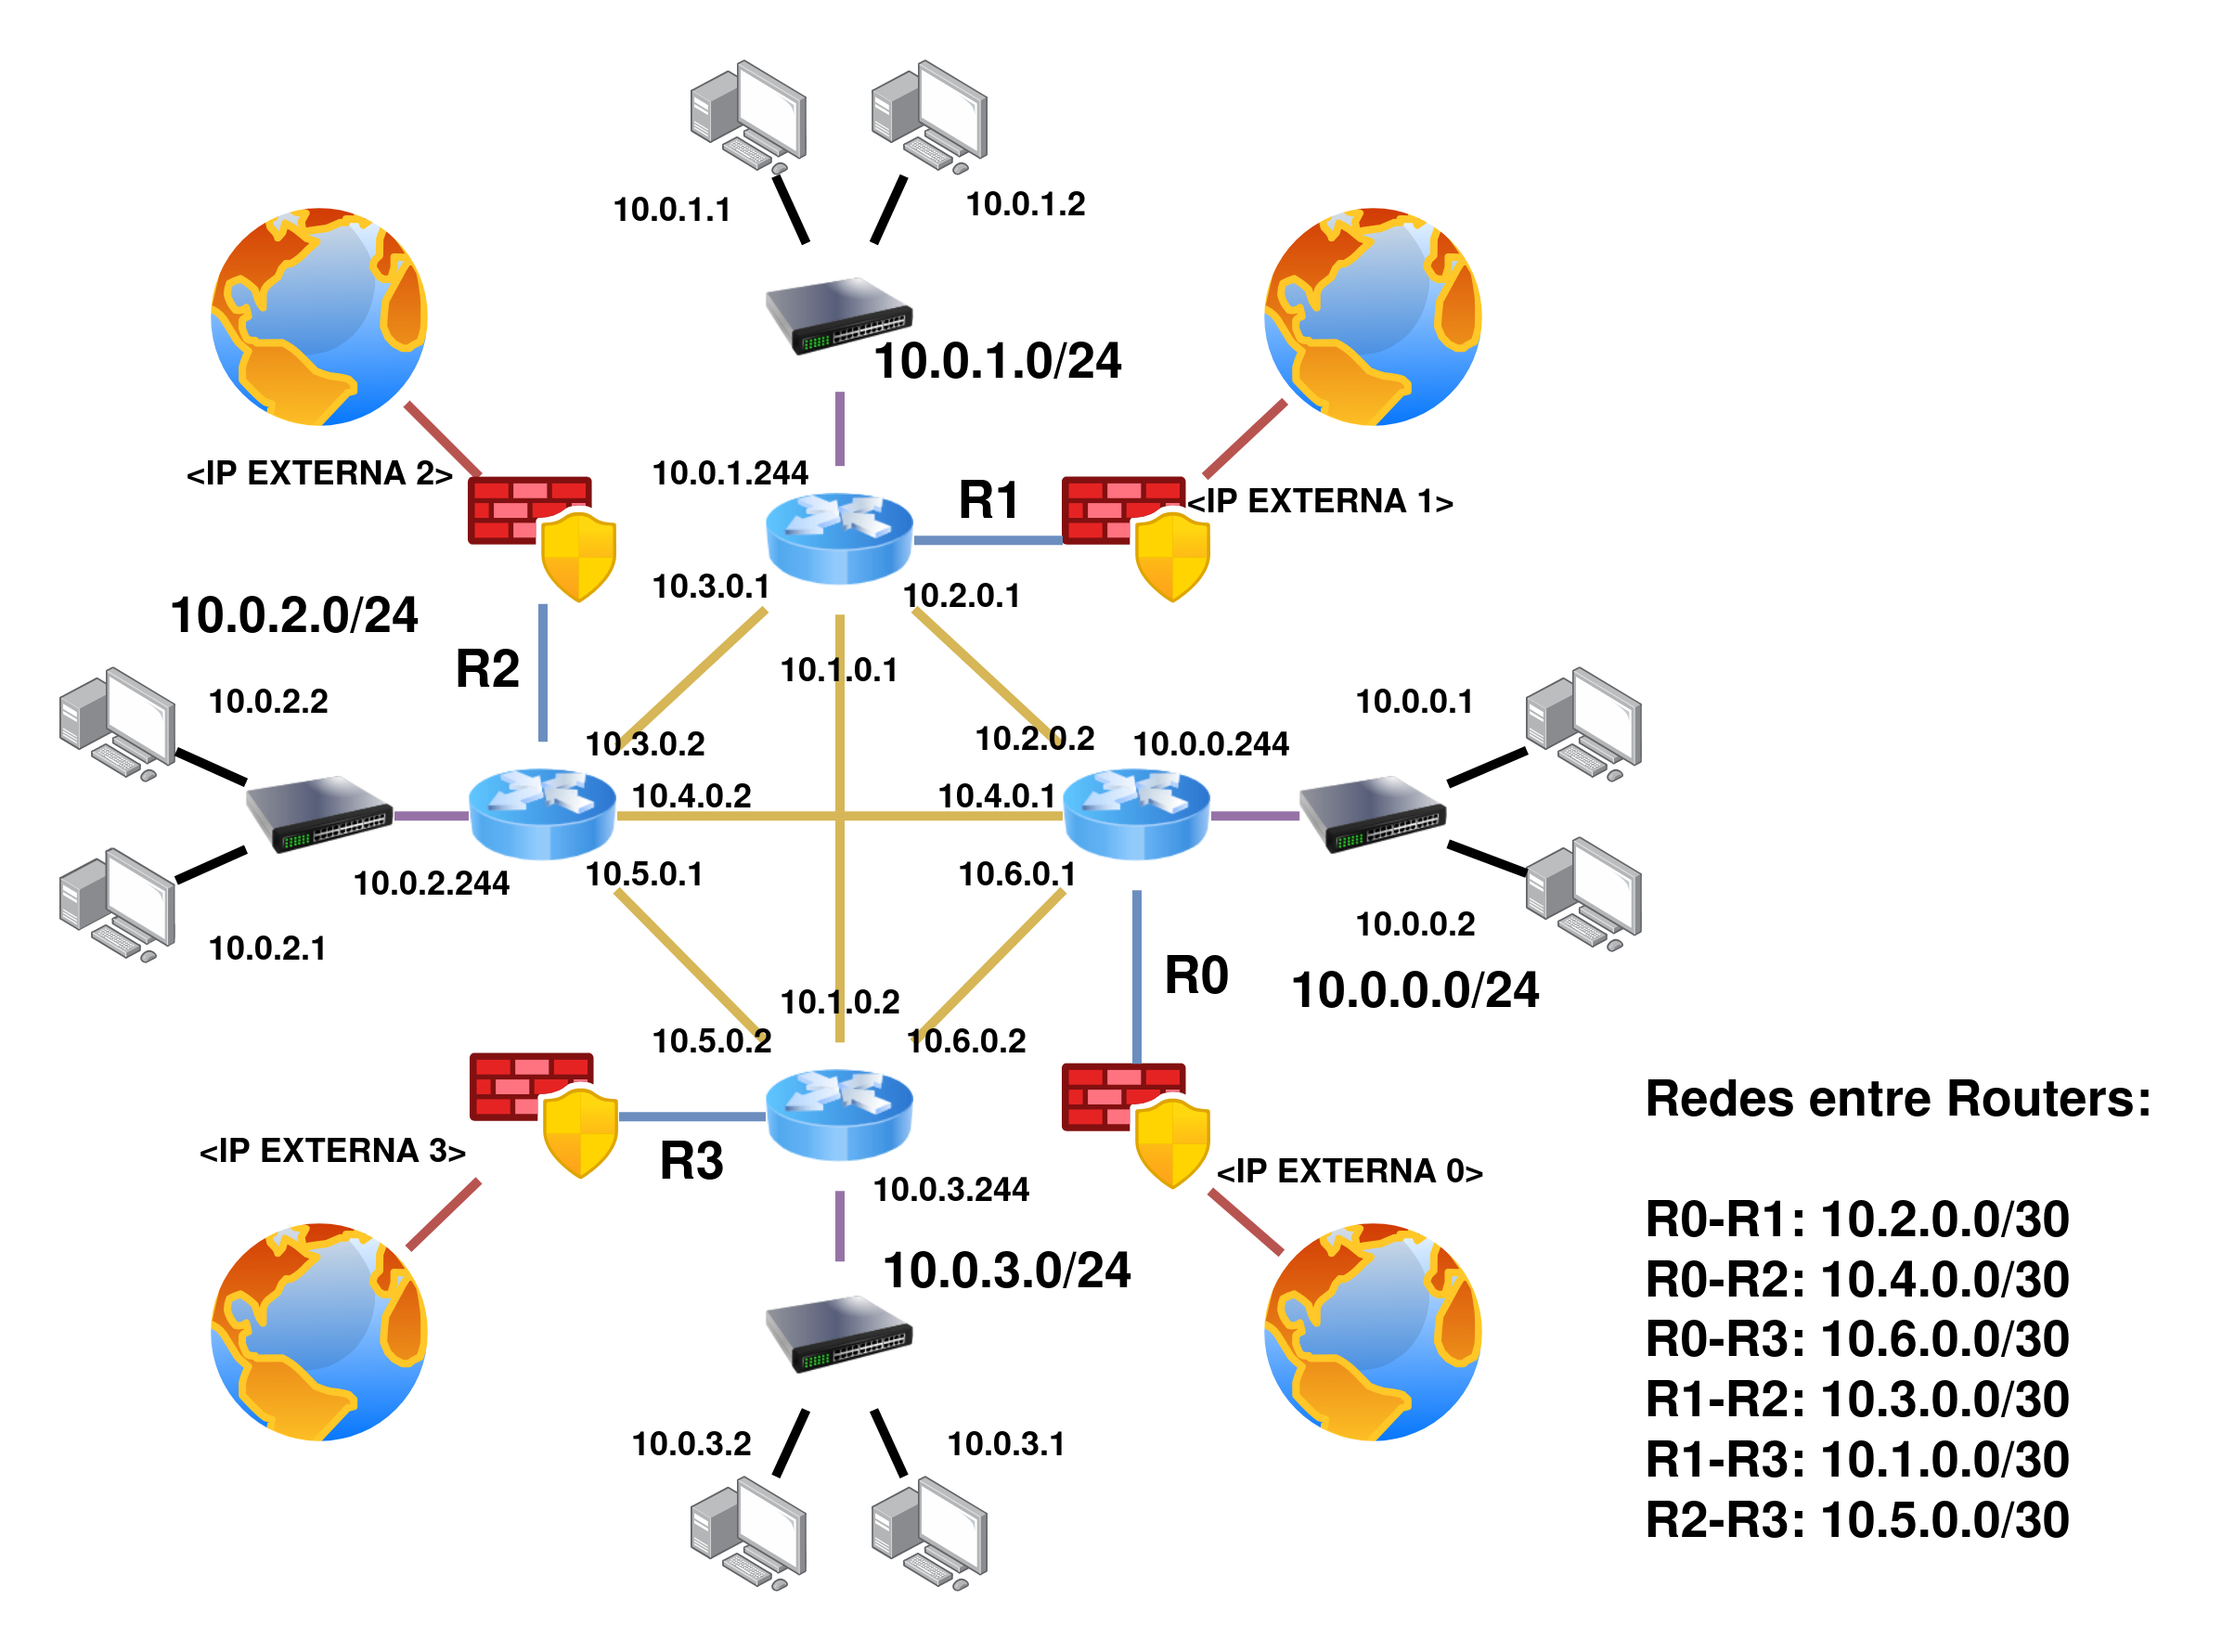 10.0.1.1
10.0.1.2
10.0.1.0/24
<IP EXTERNA 2>
10.0.1.244
R1
<IP EXTERNA 1>
10.3.0.1
10.2.0.1
10.0.2.0/24
R2
10.1.0.1
10.0.2.2
10.0.0.1
10.3.0.2
10.2.0.2
10.0.0.244
10.4.0.2
10.4.0.1
10.0.2.244
10.5.0.1
10.6.0.1
10.0.2.1
10.0.0.2
R0
10.0.0.0/24
10.1.0.2
10.5.0.2
10.6.0.2
<IP EXTERNA 3>
R3
10.0.3.244
<IP EXTERNA 0>
10.0.3.0/24
10.0.3.2
10.0.3.1
Redes entre Routers:
R0-R1: 10.2.0.0/30
R0-R2: 10.4.0.0/30
R0-R3: 10.6.0.0/30
R1-R2: 10.3.0.0/30
R1-R3: 10.1.0.0/30
R2-R3: 10.5.0.0/30